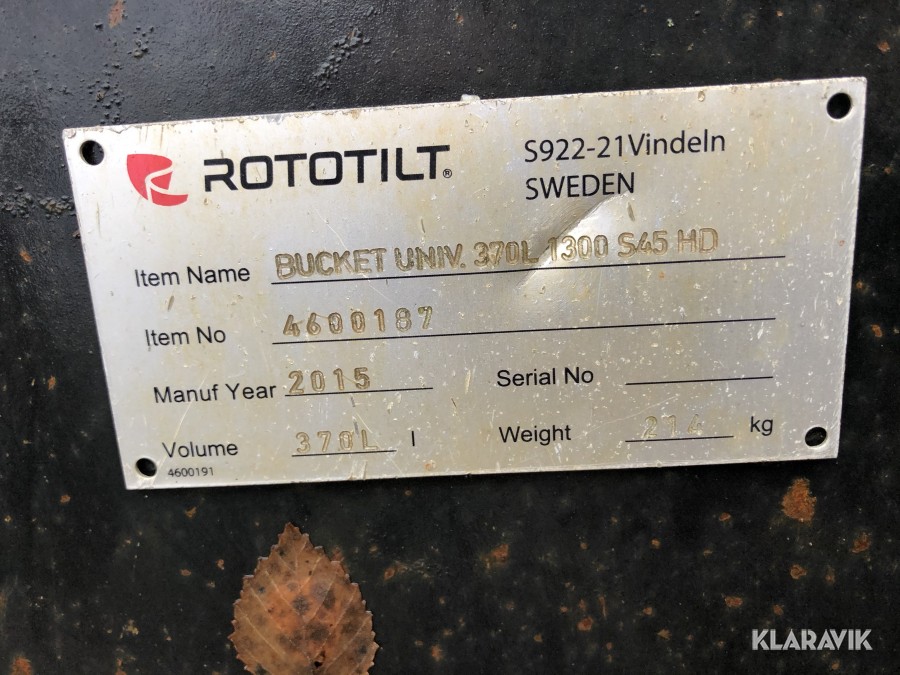 ROTOTILT®
S922-21Vindeln
SWEDEN
Item Name BUCKET UNIV. 370L 1300 S45 HD
Item No 4600187
Manuf Year 2015 Serial No
Volume 370L l Weight 214 kg
4600191
KLARAVIK